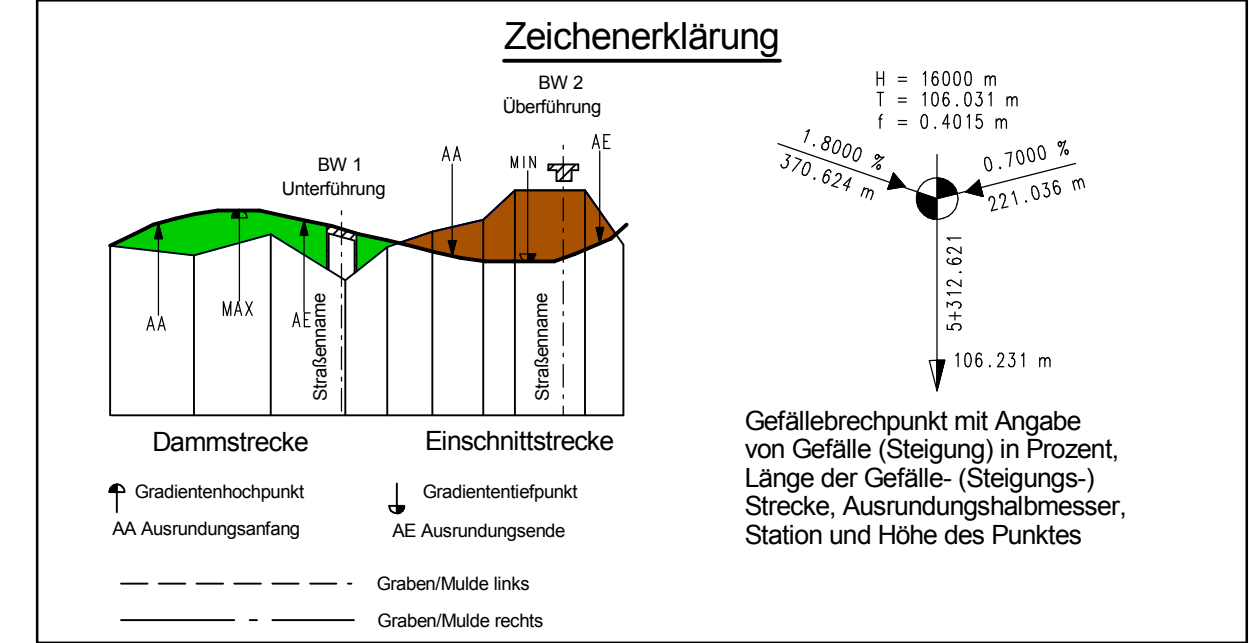 Zeichenerklärung
BW 2
Überführung
BW 1
Unterführung
AA
MIN
AE
AA
MAX
AE
Straßenname
Straßenname
Dammstrecke
Einschnittstrecke
Gradientenhochpunkt
Gradiententiefpunkt
AA Ausrundungsanfang
AE Ausrundungsende
Graben/Mulde links
Graben/Mulde rechts
H = 16000 m
T = 106.031 m
f = 0.4015 m
1.8000 %
370.624 m
0.7000 %
221.036 m
5+312.621
106.231 m
Gefällebrechpunkt mit Angabe
von Gefälle (Steigung) in Prozent,
Länge der Gefälle- (Steigungs-)
Strecke, Ausrundungshalbmesser,
Station und Höhe des Punktes